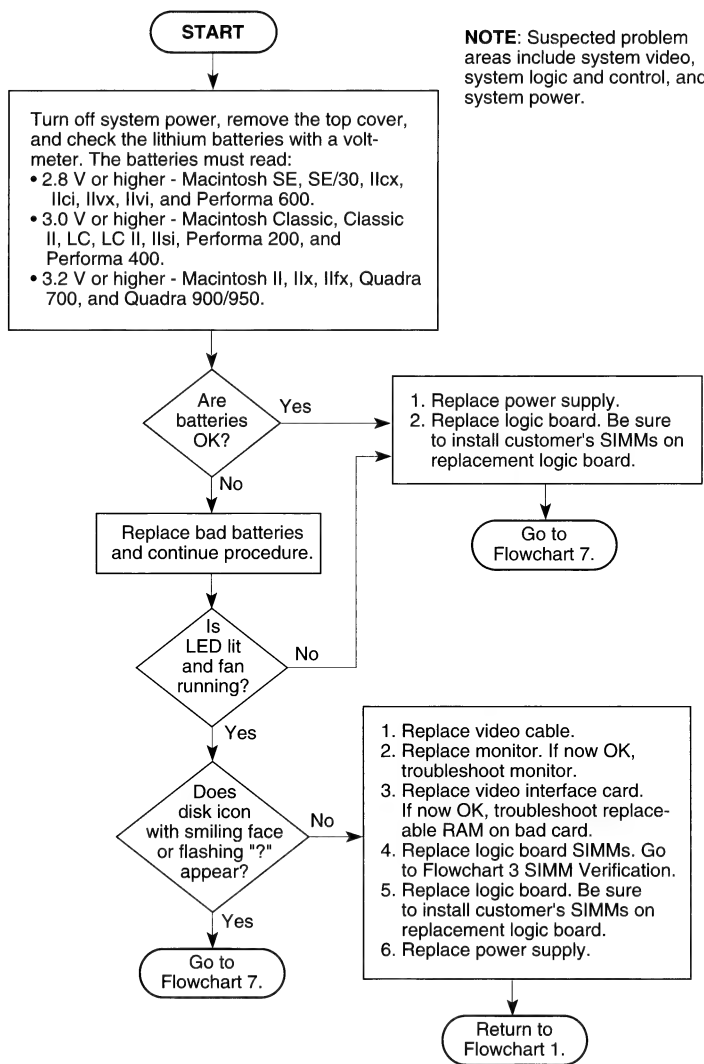 START
NOTE: Suspected problem
areas include system video,
system logic and control, and
system power.
Turn off system power, remove the top cover,
and check the lithium batteries with a volt-
meter. The batteries must read:
• 2.8 V or higher - Macintosh SE, SE/30, IIcx,
IIci, IIvx, IIvi, and Performa 600.
• 3.0 V or higher - Macintosh Classic, Classic
II, LC, LC II, IIsi, Performa 200, and
Performa 400.
• 3.2 V or higher - Macintosh II, IIx, IIfx, Quadra
700, and Quadra 900/950.
Are
batteries
OK?
Yes
1. Replace power supply.
2. Replace logic board. Be sure
to install customer's SIMMs on
replacement logic board.
No
Go to
Flowchart 7.
Replace bad batteries
and continue procedure.
Is
LED lit
and fan
running?
No
Yes
Does
disk icon
with smiling face
or flashing "?"
appear?
No
1. Replace video cable.
2. Replace monitor. If now OK,
troubleshoot monitor.
3. Replace video interface card.
If now OK, troubleshoot replace-
able RAM on bad card.
4. Replace logic board SIMMs. Go
to Flowchart 3 SIMM Verification.
5. Replace logic board. Be sure
to install customer's SIMMs on
replacement logic board.
6. Replace power supply.
Yes
Go to
Flowchart 7.
Return to
Flowchart 1.